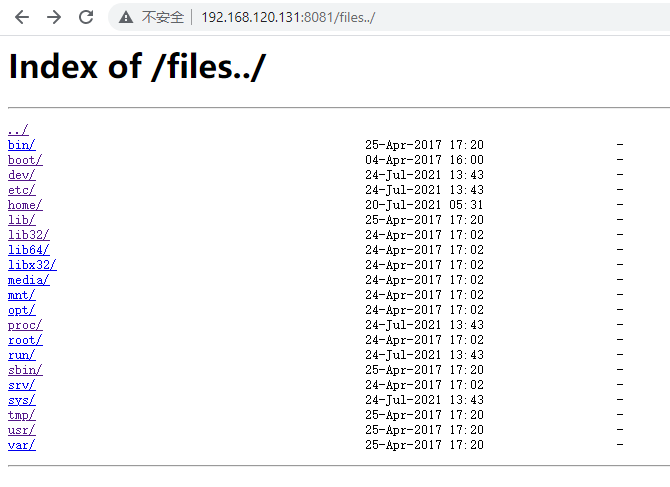 不安全 | 192.168.120.131:8081/files../
Index of /files../
../
bin/ 25-Apr-2017 17:20 -
boot/ 04-Apr-2017 16:00 -
dev/ 24-Jul-2021 13:43 -
etc/ 24-Jul-2021 13:43 -
home/ 20-Jul-2021 05:31 -
lib/ 25-Apr-2017 17:20 -
lib32/ 24-Apr-2017 17:02 -
lib64/ 24-Apr-2017 17:02 -
libx32/ 24-Apr-2017 17:02 -
media/ 24-Apr-2017 17:02 -
mnt/ 24-Apr-2017 17:02 -
opt/ 24-Apr-2017 17:02 -
proc/ 24-Jul-2021 13:43 -
root/ 24-Apr-2017 17:02 -
run/ 24-Jul-2021 13:43 -
sbin/ 25-Apr-2017 17:20 -
srv/ 24-Apr-2017 17:02 -
sys/ 24-Jul-2021 13:43 -
tmp/ 25-Apr-2017 17:20 -
usr/ 25-Apr-2017 17:20 -
var/ 25-Apr-2017 17:20 -